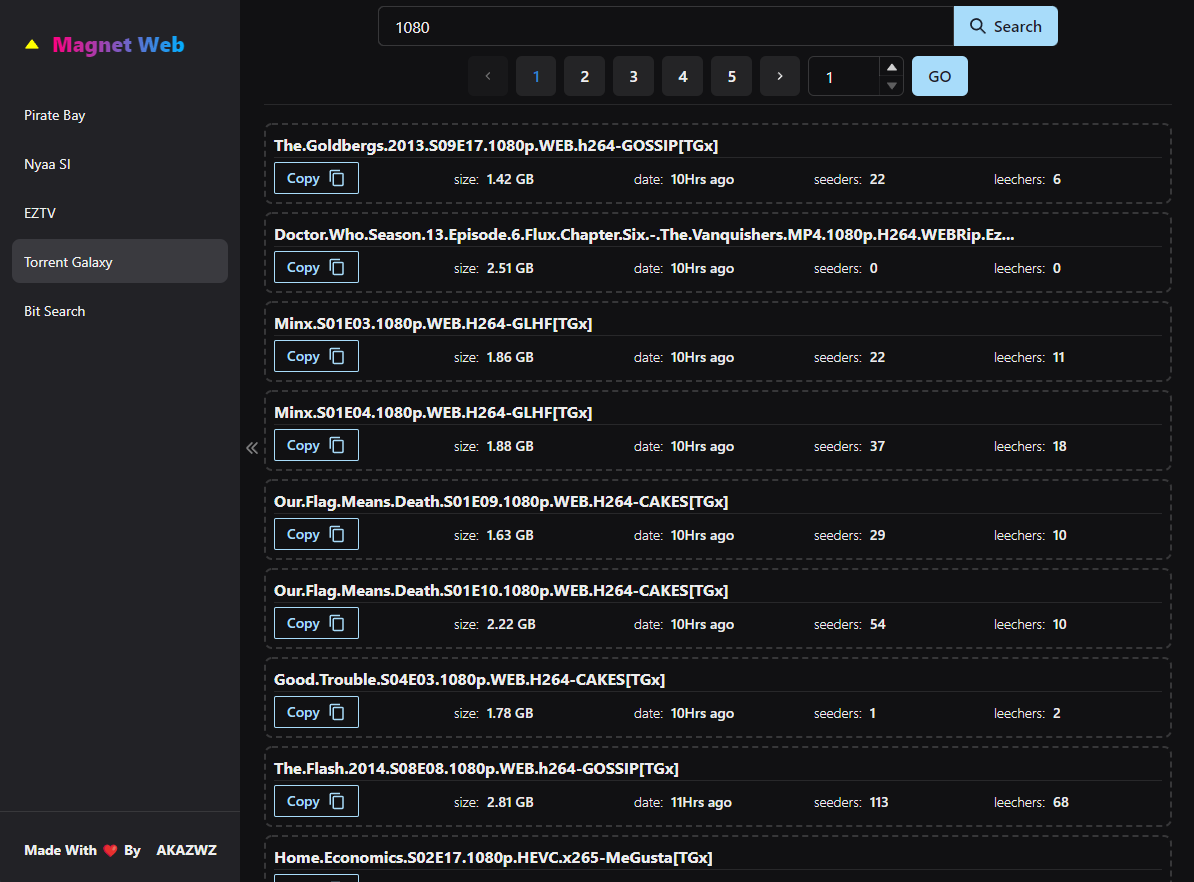 Magnet Web
Pirate Bay
Nyaa SI
EZTV
Torrent Galaxy
Bit Search
Made With ❤️ By AKAZWZ
1080
Search
< 1 2 3 4 5 > 1 GO
The.Goldbergs.2013.S09E17.1080p.WEB.h264-GOSSIP[TGx]
Copy size: 1.42 GB date: 10Hrs ago seeders: 22 leechers: 6
Doctor.Who.Season.13.Episode.6.Flux.Chapter.Six.-.The.Vanquishers.MP4.1080p.H264.WEBRip.Ez...
Copy size: 2.51 GB date: 10Hrs ago seeders: 0 leechers: 0
Minx.S01E03.1080p.WEB.H264-GLHF[TGx]
Copy size: 1.86 GB date: 10Hrs ago seeders: 22 leechers: 11
Minx.S01E04.1080p.WEB.H264-GLHF[TGx]
Copy size: 1.88 GB date: 10Hrs ago seeders: 37 leechers: 18
Our.Flag.Means.Death.S01E09.1080p.WEB.H264-CAKES[TGx]
Copy size: 1.63 GB date: 10Hrs ago seeders: 29 leechers: 10
Our.Flag.Means.Death.S01E10.1080p.WEB.H264-CAKES[TGx]
Copy size: 2.22 GB date: 10Hrs ago seeders: 54 leechers: 10
Good.Trouble.S04E03.1080p.WEB.H264-CAKES[TGx]
Copy size: 1.78 GB date: 10Hrs ago seeders: 1 leechers: 2
The.Flash.2014.S08E08.1080p.WEB.h264-GOSSIP[TGx]
Copy size: 2.81 GB date: 11Hrs ago seeders: 113 leechers: 68
Home.Economics.S02E17.1080p.HEVC.x265-MeGusta[TGx]